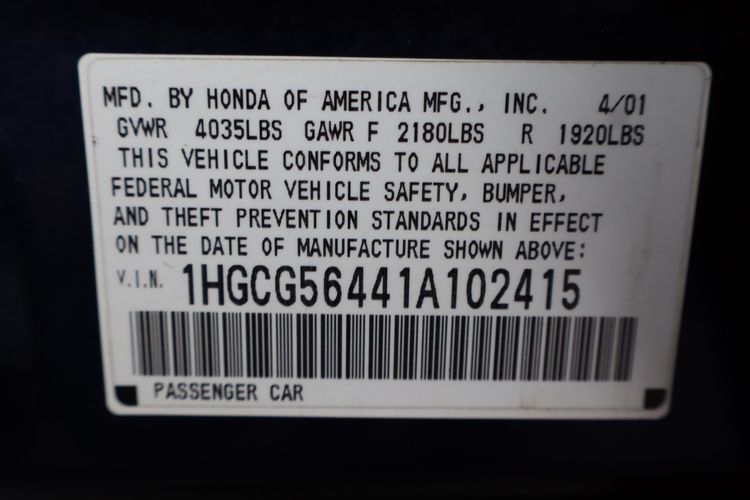 MFD. BY HONDA OF AMERICA MFG., INC. 4/01
GVWR 4035LBS GAWR F 2180LBS R 1920LBS
THIS VEHICLE CONFORMS TO ALL APPLICABLE
FEDERAL MOTOR VEHICLE SAFETY, BUMPER,
AND THEFT PREVENTION STANDARDS IN EFFECT
ON THE DATE OF MANUFACTURE SHOWN ABOVE:
V.I.N. 1HGCG56441A102415
PASSENGER CAR